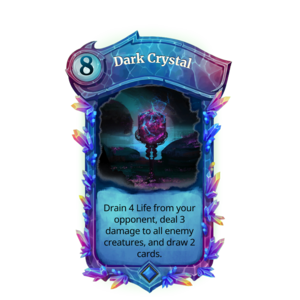 8
Dark Crystal
Drain 4 Life from your
opponent, deal 3
damage to all enemy
creatures, and draw 2
cards.